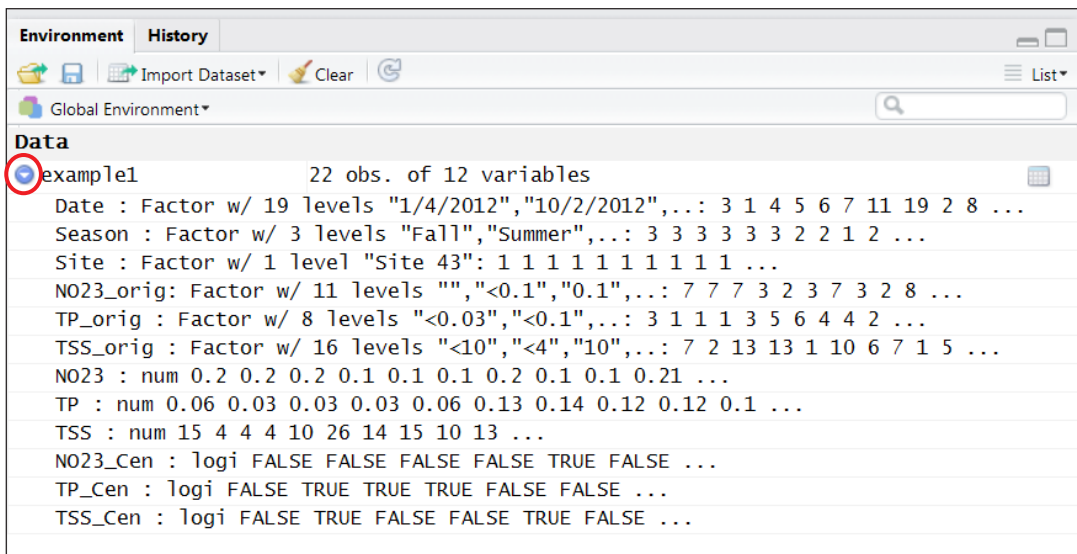 Environment History
Import Dataset Clear List
Global Environment
Data
example1 22 obs. of 12 variables
Date : Factor w/ 19 levels "1/4/2012","10/2/2012",..: 3 1 4 5 6 7 11 19 2 8 ...
Season : Factor w/ 3 levels "Fall","Summer",..: 3 3 3 3 3 3 2 2 1 2 ...
Site : Factor w/ 1 level "Site 43": 1 1 1 1 1 1 1 1 1 1 ...
NO23_orig: Factor w/ 11 levels "","<0.1","0.1",..: 7 7 7 3 2 3 7 3 2 8 ...
TP_orig : Factor w/ 8 levels "<0.03","<0.1",..: 3 1 1 1 3 5 6 4 4 2 ...
TSS_orig : Factor w/ 16 levels "<10","<4","10",..: 7 2 13 13 1 10 6 7 1 5 ...
NO23 : num 0.2 0.2 0.2 0.1 0.1 0.1 0.2 0.1 0.1 0.21 ...
TP : num 0.06 0.03 0.03 0.03 0.06 0.13 0.14 0.12 0.12 0.1 ...
TSS : num 15 4 4 4 10 26 14 15 10 13 ...
NO23_Cen : logi FALSE FALSE FALSE FALSE TRUE FALSE ...
TP_Cen : logi FALSE TRUE TRUE TRUE FALSE FALSE ...
TSS_Cen : logi FALSE TRUE FALSE FALSE TRUE FALSE ...